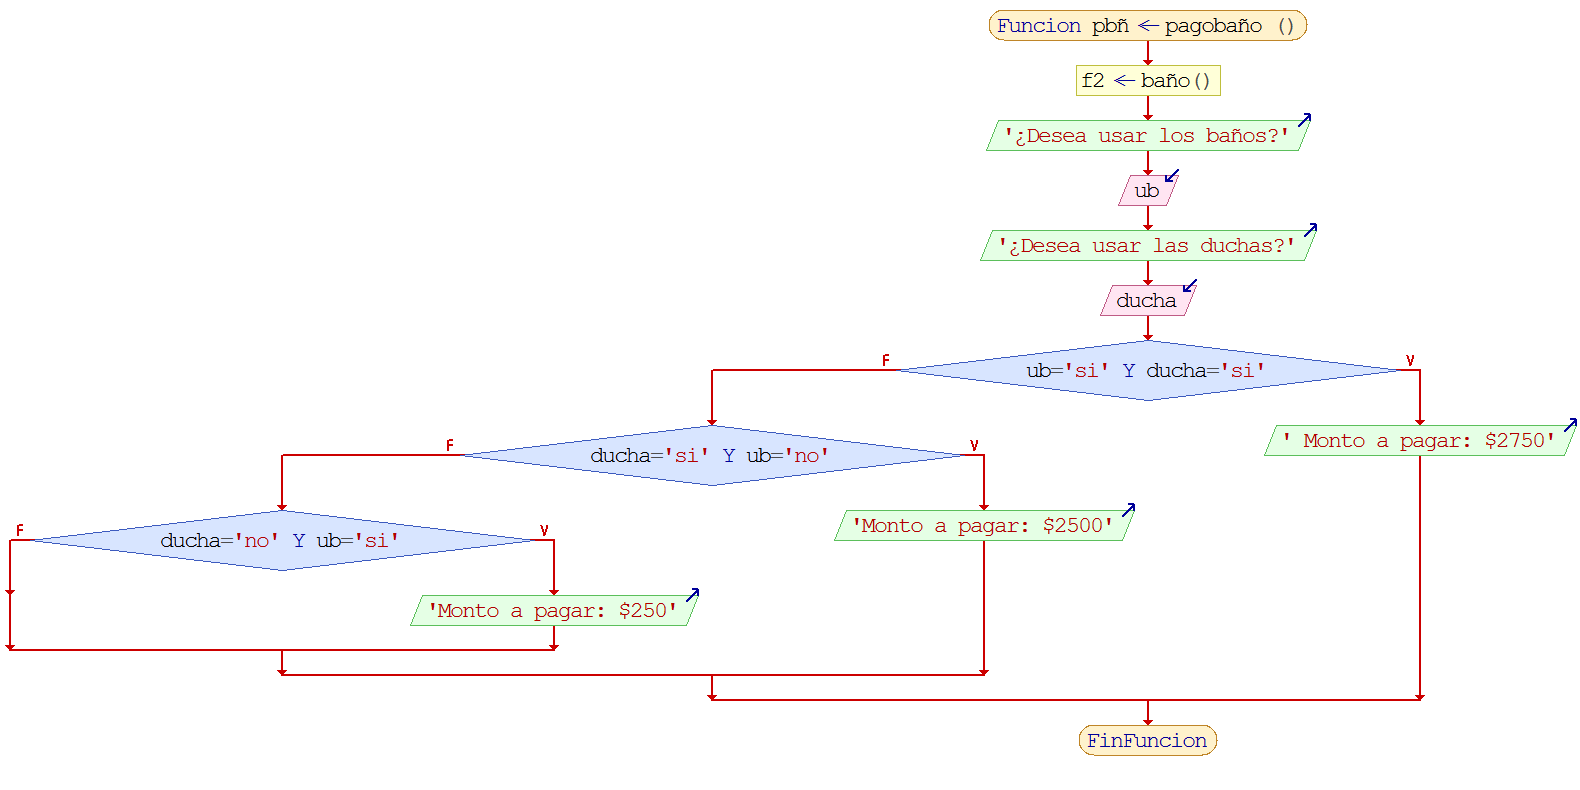 Funcion pbñ ← pagobaño ()
f2 ← baño()
'¿Desea usar los baños?'
ub
'¿Desea usar las duchas?'
ducha
F
ub='si' Y ducha='si'
V
F
ducha='si' Y ub='no'
V
' Monto a pagar: $2750'
F
ducha='no' Y ub='si'
V
'Monto a pagar: $2500'
'Monto a pagar: $250'
FinFuncion